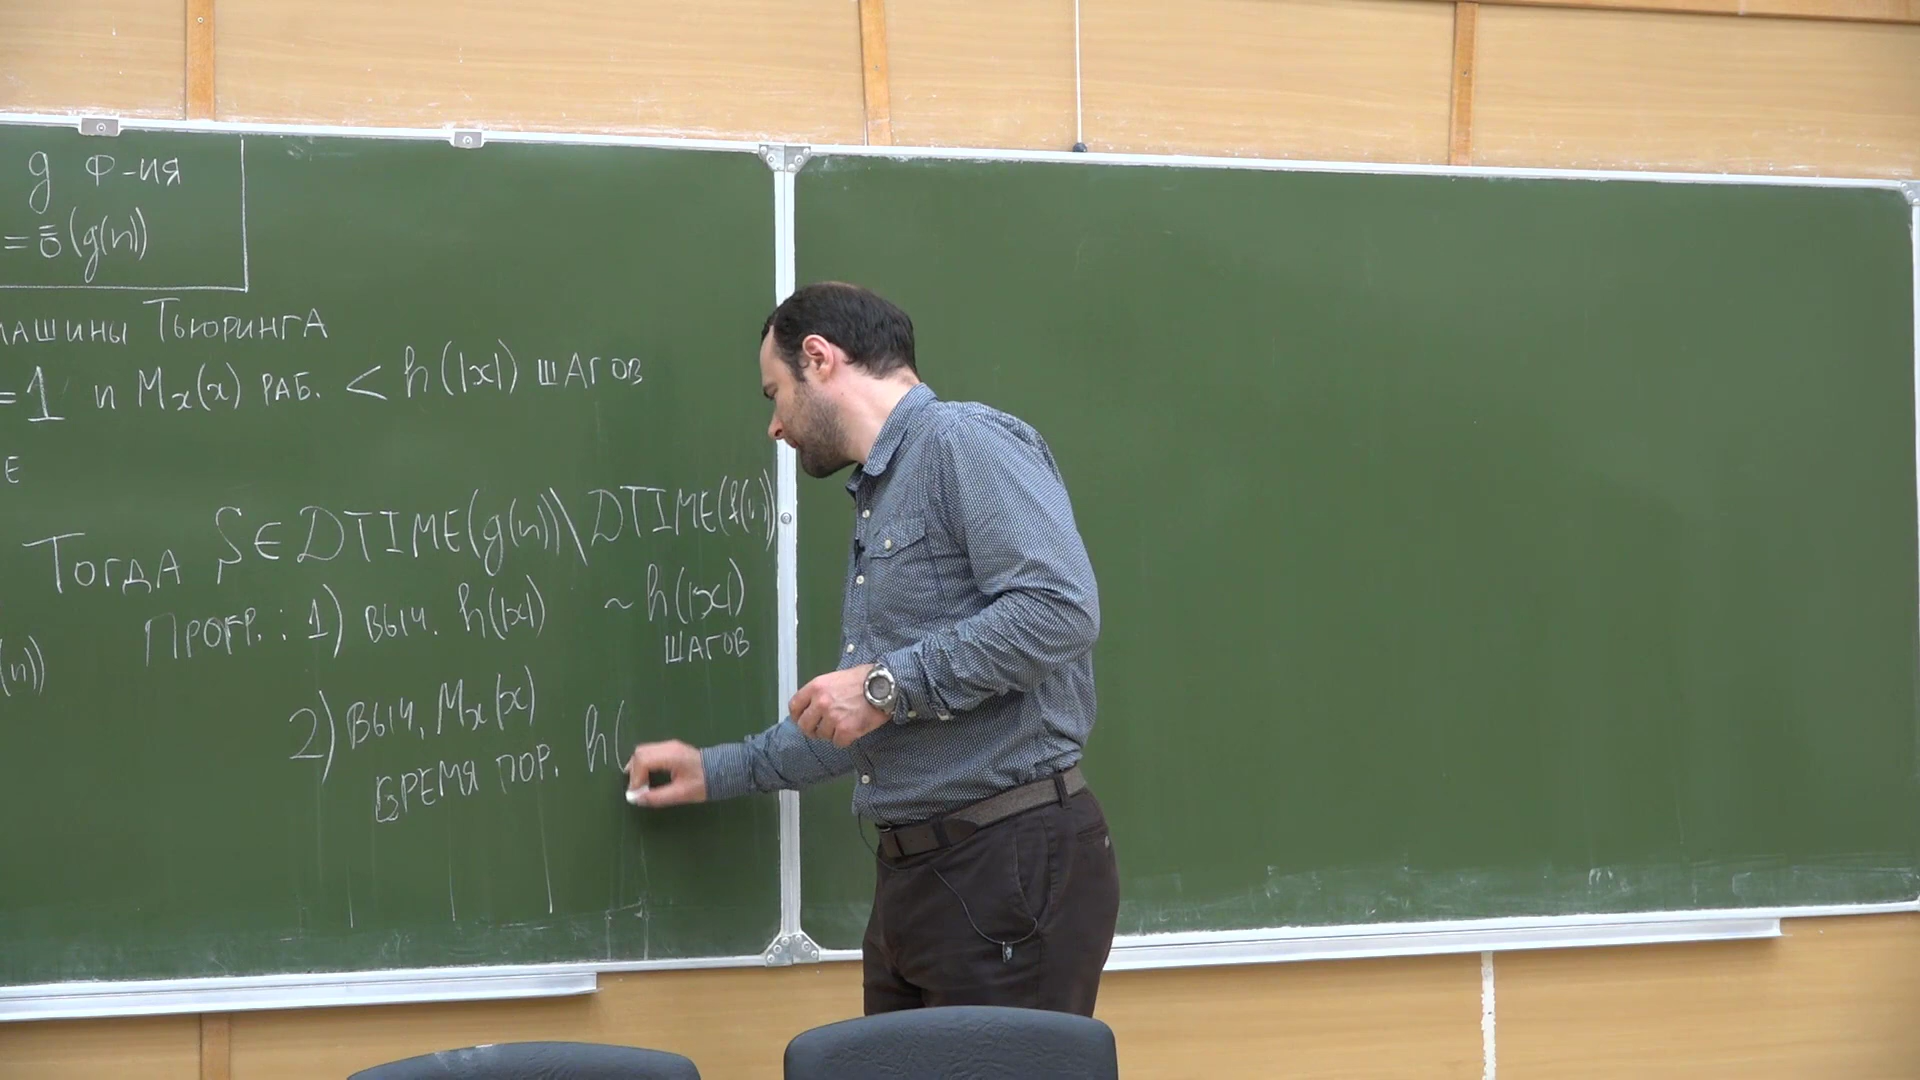 g ф-ия
= ō(g(n))
машины Тьюринга
= 1 и Mₓ(x) раб. < h(|x|) шагов
е
Тогда S ∈ DTIME(g(n)) \ DTIME(f(n))
Прогр.: 1) выч. h(|x|) ~ h(|x|)
шагов
(n))
2) выч. Mₓ(x)
время пор. h(